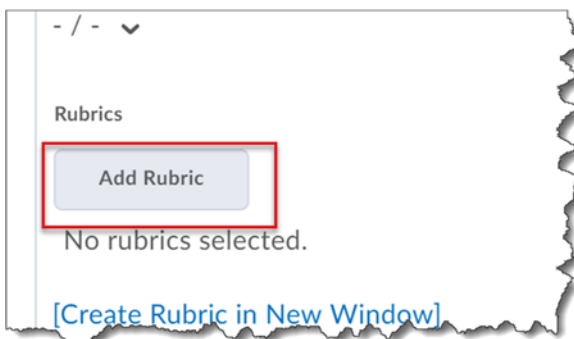 - / -
Rubrics
Add Rubric
No rubrics selected.
[Create Rubric in New Window]